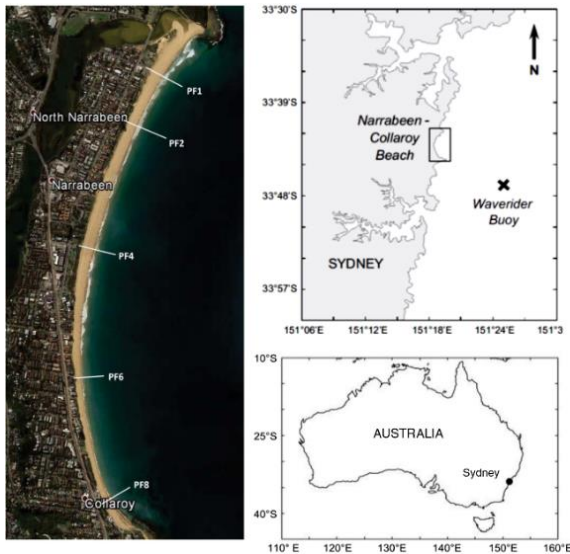 PF1
North Narrabeen
PF2
Narrabeen
PF4
PF6
PF8
Collaroy
33°30'S
33°39'S
33°48'S
33°57'S
N
Narrabeen -
Collaroy
Beach
Waverider
Buoy
SYDNEY
151°06'E
151°12'E
151°18'E
151°24'E
151°3
10°S
25°S
40°S
AUSTRALIA
Sydney
110° E
120°E
130°E
140°E
150°E
160°E